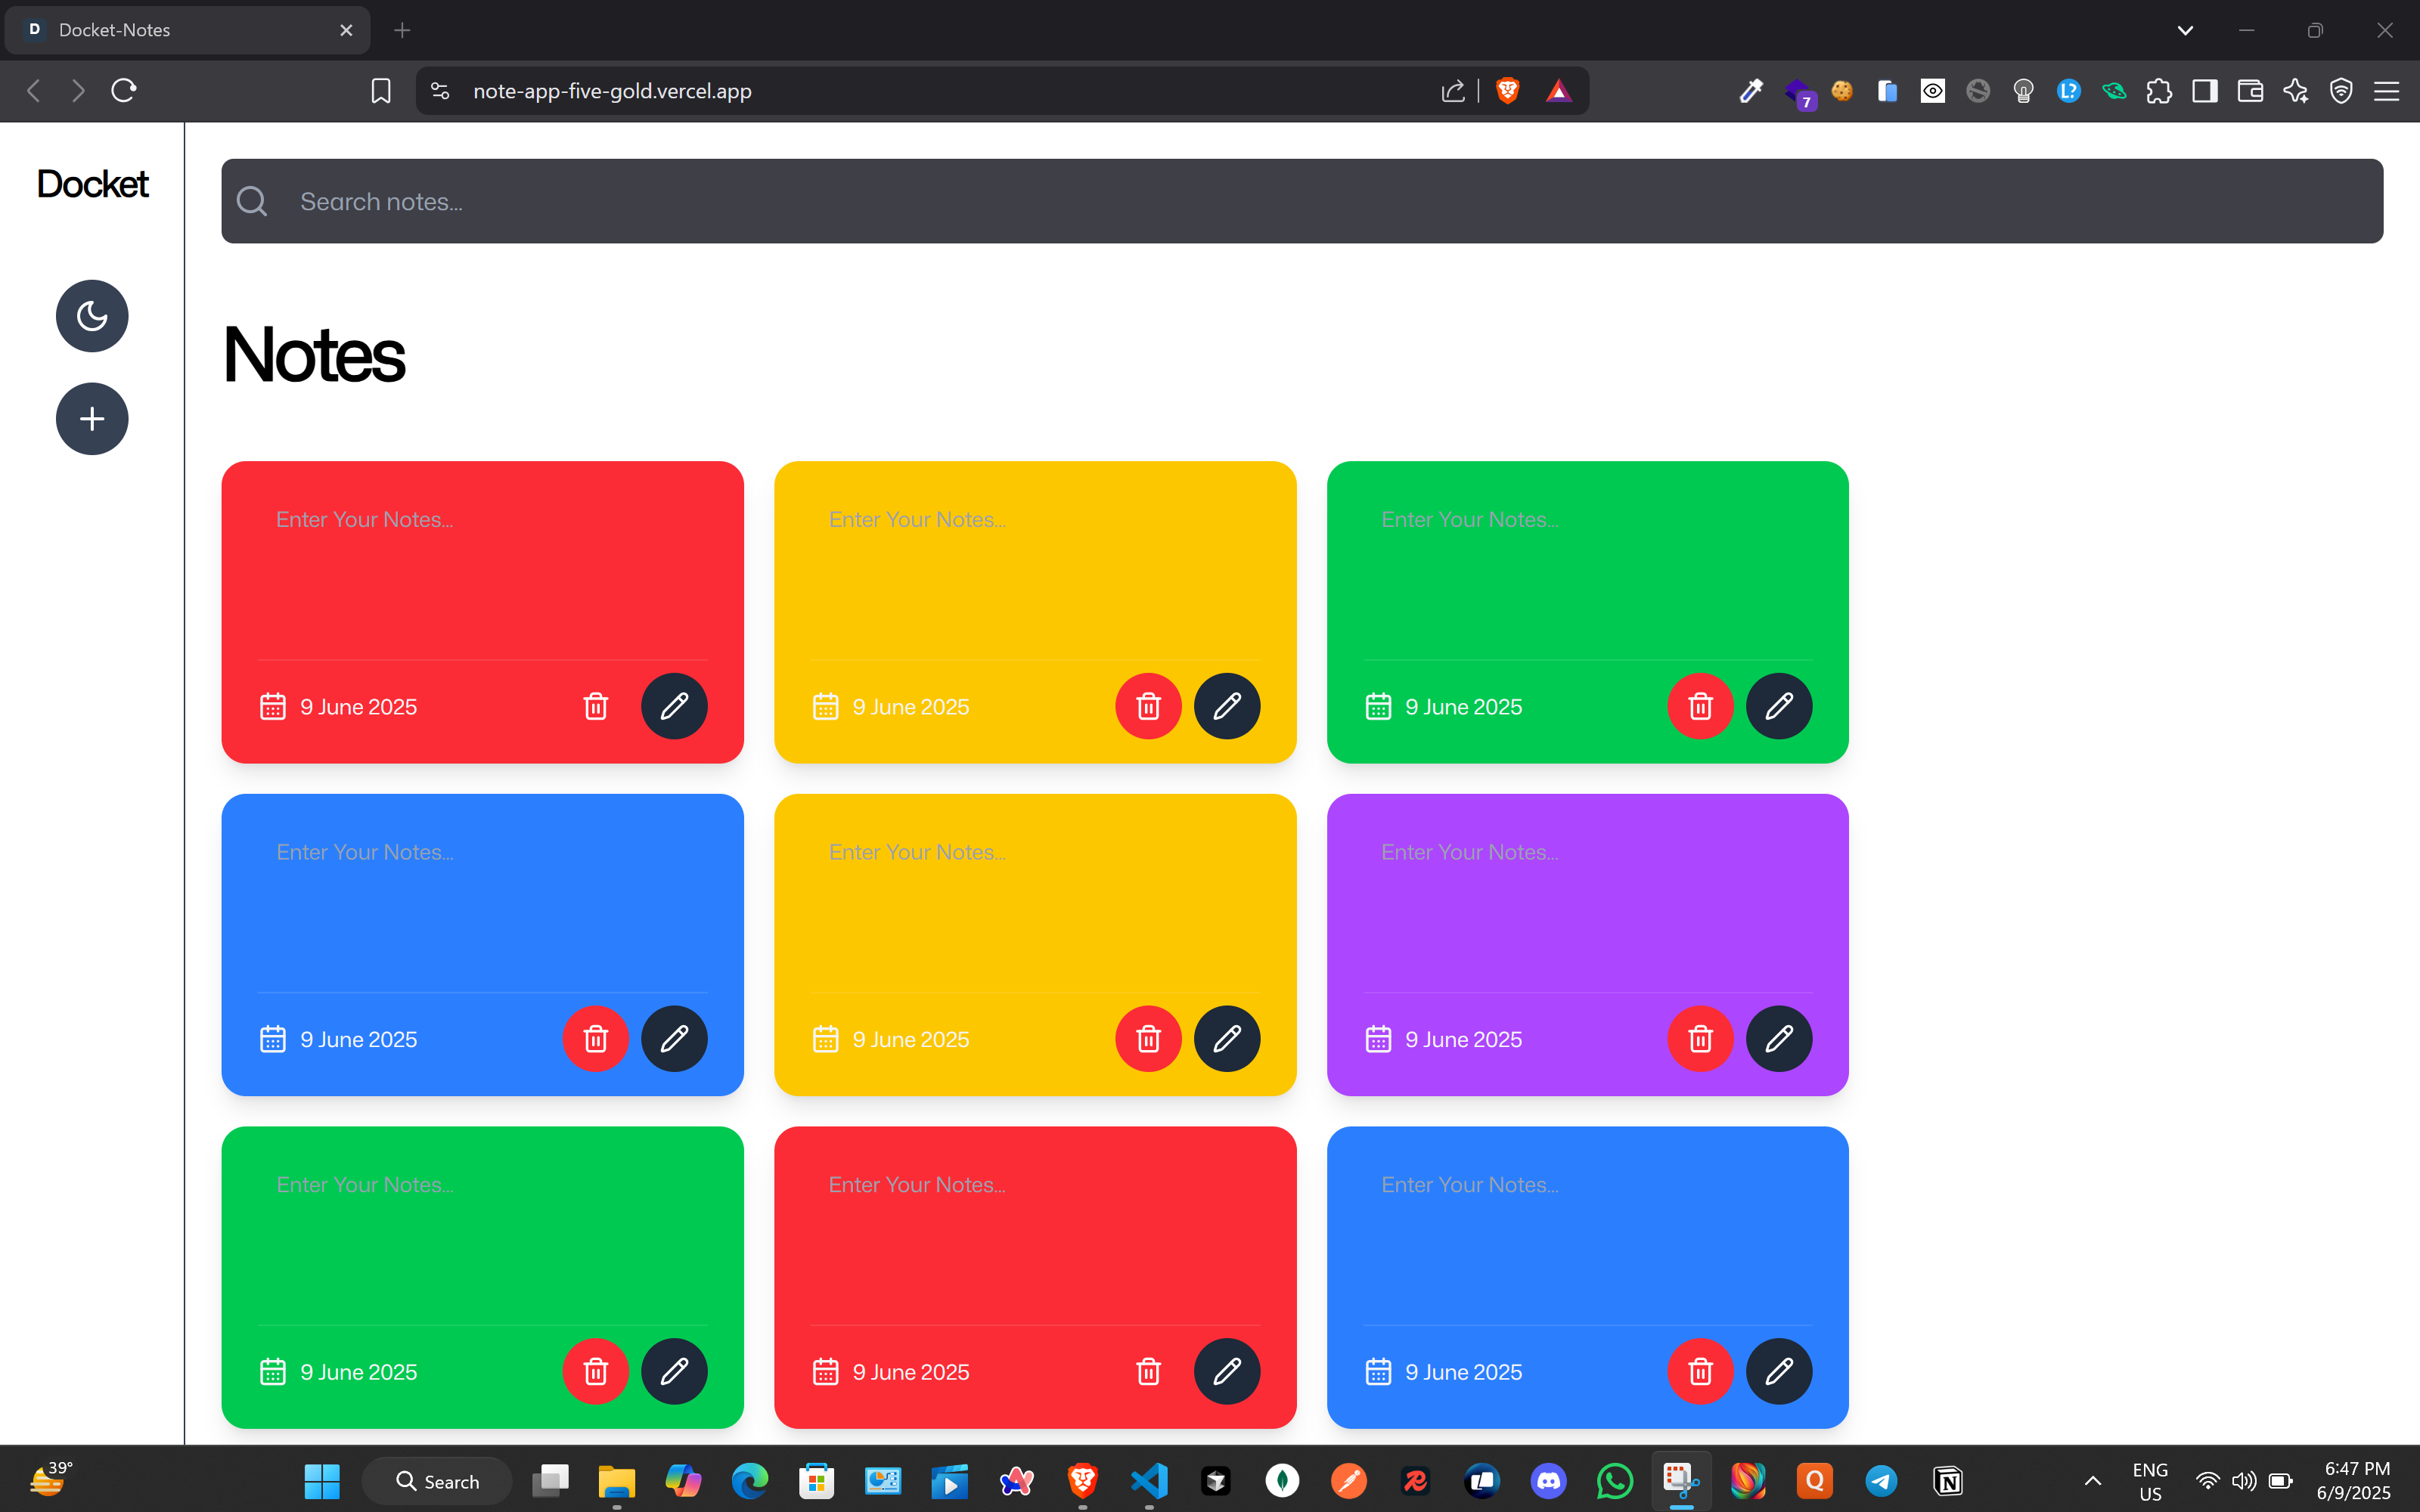 D Docket-Notes
note-app-five-gold.vercel.app
7
L?
Docket
Search notes...
Notes
Enter Your Notes...
Enter Your Notes...
Enter Your Notes...
9 June 2025
9 June 2025
9 June 2025
Enter Your Notes...
Enter Your Notes...
Enter Your Notes...
9 June 2025
9 June 2025
9 June 2025
Enter Your Notes...
Enter Your Notes...
Enter Your Notes...
9 June 2025
9 June 2025
9 June 2025
39°
Search
Q
N
ENG
US
6:47 PM
6/9/2025